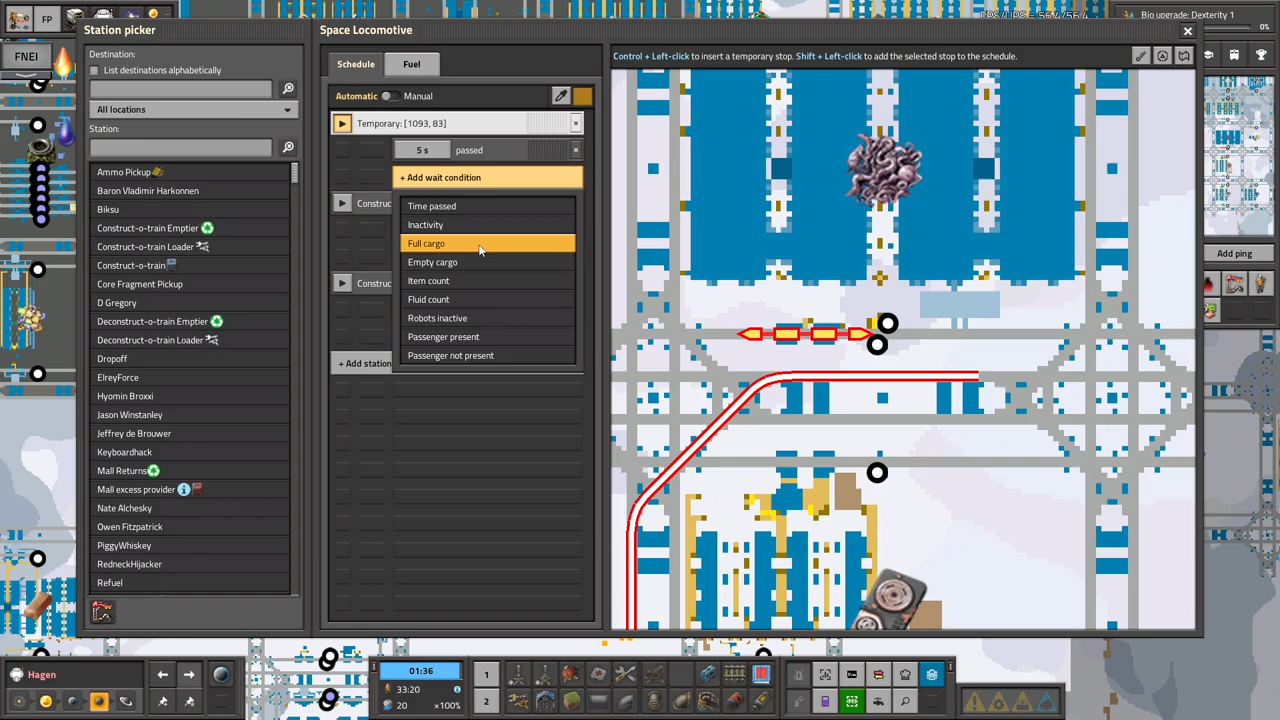 FP
FNEI
Station picker
Destination:
List destinations alphabetically
All locations
Station:
Ammo Pickup
Baron Vladimir Harkonnen
Biksu
Construct-o-train Emptier
Construct-o-train Loader
Construct-o-train
Core Fragment Pickup
D Gregory
Deconstruct-o-train Emptier
Deconstruct-o-train Loader
Dropoff
ElreyForce
Hyomin Broxxi
Jason Winstanley
Jeffrey de Brouwer
Keyboardhack
Mall Returns
Mall excess provider
Nate Alchesky
Owen Fitzpatrick
PiggyWhiskey
RedneckHijacker
Refuel
Space Locomotive
Schedule
Fuel
Automatic
Manual
Temporary: [1093, 83]
5 s passed
+ Add wait condition
Time passed
Inactivity
Full cargo
Empty cargo
Item count
Fluid count
Robots inactive
Passenger present
Passenger not present
Construc
Construc
+ Add station
Control + Left-click to insert a temporary stop. Shift + Left-click to add the selected stop to the schedule.
Bio upgrade: Dexterity 1
0%
Add ping
Hagen
01:36
33:20
20
×100%
1
2